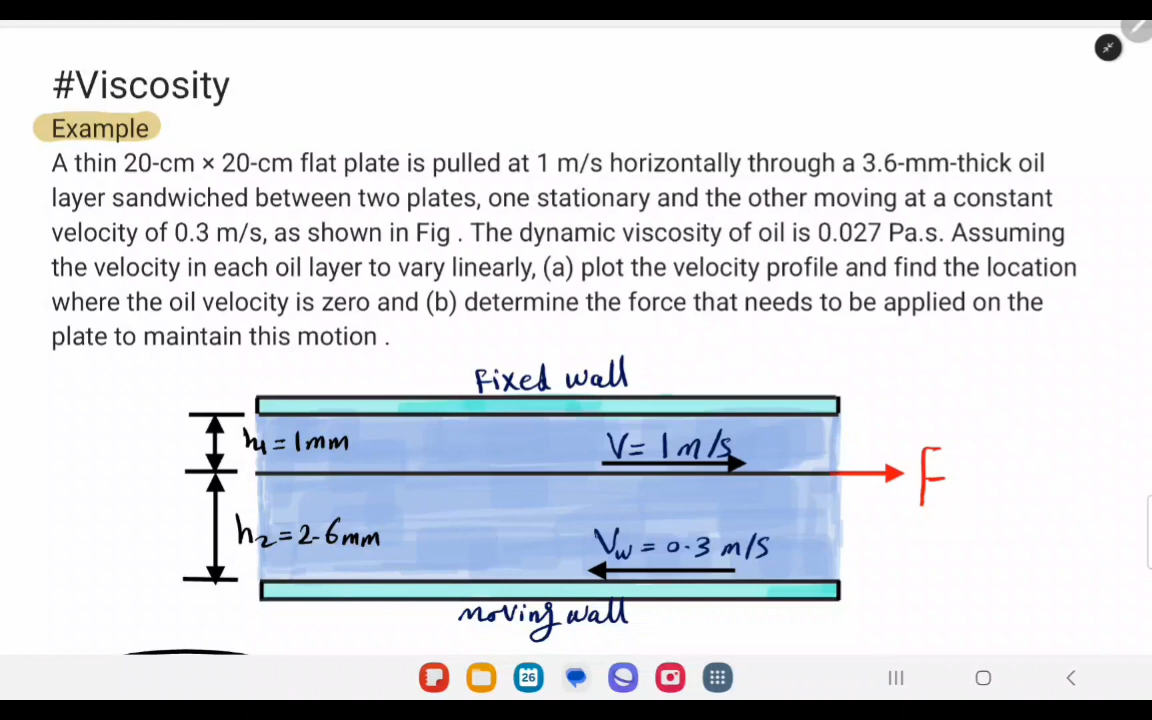 #Viscosity
Example
A thin 20-cm × 20-cm flat plate is pulled at 1 m/s horizontally through a 3.6-mm-thick oil
layer sandwiched between two plates, one stationary and the other moving at a constant
velocity of 0.3 m/s, as shown in Fig . The dynamic viscosity of oil is 0.027 Pa.s. Assuming
the velocity in each oil layer to vary linearly, (a) plot the velocity profile and find the location
where the oil velocity is zero and (b) determine the force that needs to be applied on the
plate to maintain this motion .
Fixed wall
h1 = 1mm
V = 1 m/s
F
h2 = 2.6mm
Vw = 0.3 m/s
moving wall
26